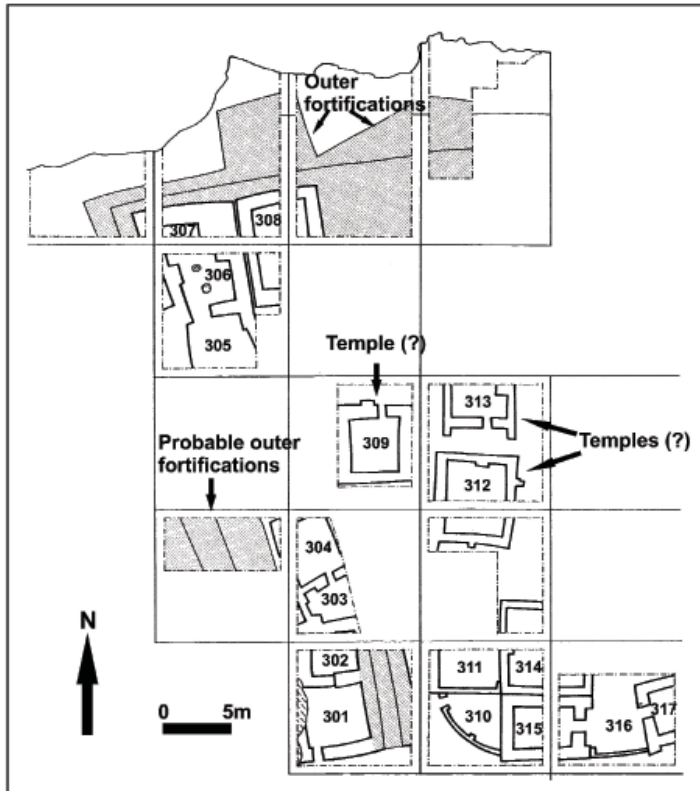 Outer
fortifications
308
307
306
305
Temple (?)
313
309
Temples (?)
Probable outer
fortifications
312
304
303
N
302
311
314
0 5m
301
310
315
316
317